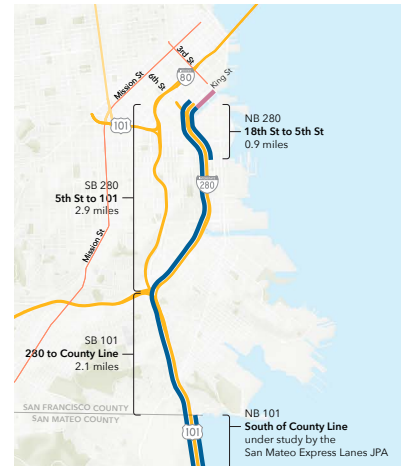 3rd St
Mission St
6th St
80
King St
101
NB 280
18th St to 5th St
0.9 miles
280
SB 280
5th St to 101
2.9 miles
Mission St
SB 101
280 to County Line
2.1 miles
SAN FRANCISCO COUNTY
SAN MATEO COUNTY
101
NB 101
South of County Line
under study by the
San Mateo Express Lanes JPA